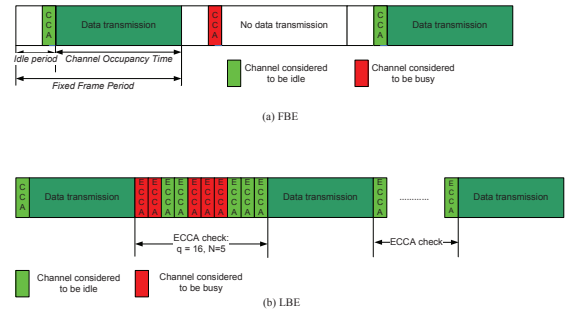 C
C
A
Data transmission
C
C
A
No data transmission
C
C
A
Data transmission
Idle period
Channel Occupancy Time
Fixed Frame Period
Channel considered
to be idle
Channel considered
to be busy
(a) FBE
C
C
A
Data transmission
E
C
C
A
E
C
C
A
E
C
C
A
E
C
C
A
E
C
C
A
E
C
C
A
E
C
C
A
E
C
C
A
E
C
C
A
E
C
C
A
Data transmission
E
C
C
A
............
E
C
C
A
Data transmission
ECCA check:
q = 16, N=5
ECCA check
Channel considered
to be idle
Channel considered
to be busy
(b) LBE